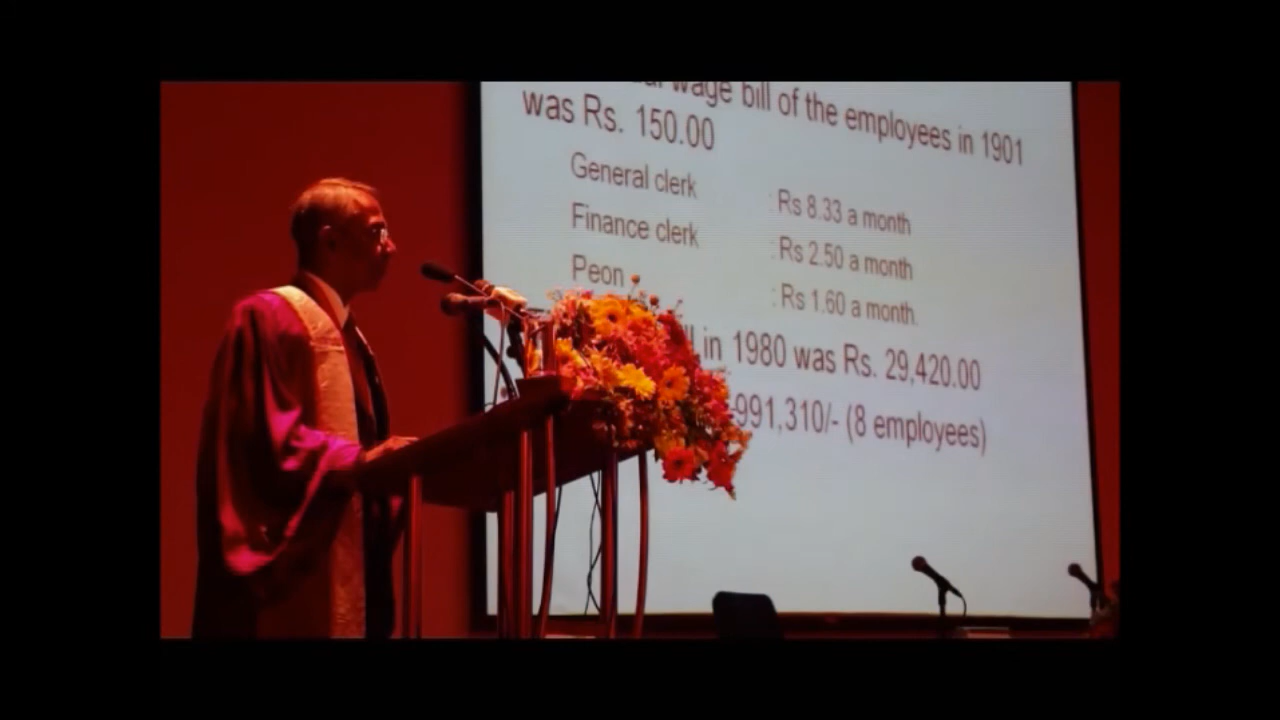 wage bill of the employees in 1901
was Rs. 150.00
General clerk : Rs 8.33 a month
Finance clerk : Rs 2.50 a month
Peon : Rs 1.60 a month.
in 1980 was Rs. 29,420.00
991,310/- (8 employees)